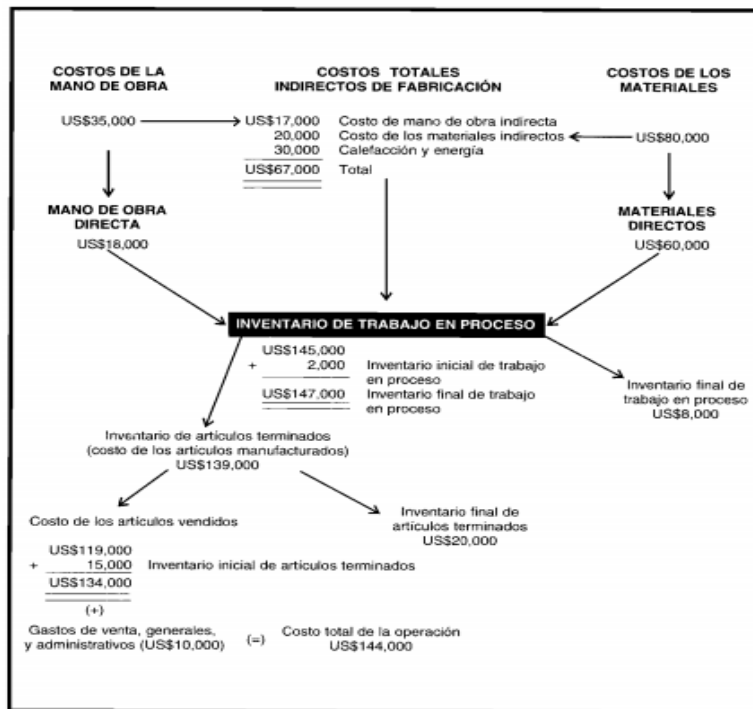 COSTOS DE LA
MANO DE OBRA
COSTOS TOTALES
INDIRECTOS DE FABRICACIÓN
COSTOS DE LOS
MATERIALES
US$35,000
US$17,000 Costo de mano de obra indirecta
20,000 Costo de los materiales indirectos
30,000 Calefacción y energía
US$67,000 Total
US$80,000
MANO DE OBRA
DIRECTA
US$18,000
MATERIALES
DIRECTOS
US$60,000
INVENTARIO DE TRABAJO EN PROCESO
US$145,000
+ 2,000 Inventario inicial de trabajo
en proceso
US$147,000 Inventario final de trabajo
en proceso
Inventario final de
trabajo en proceso
US$8,000
Inventario de artículos terminados
(costo de los artículos manufacturados)
US$139,000
Costo de los artículos vendidos
Inventario final de
artículos terminados
US$20,000
US$119,000
+ 15,000 Inventario inicial de artículos terminados
US$134,000
(+)
Gastos de venta, generales,
y administrativos (US$10,000)
(=)
Costo total de la operación
US$144,000